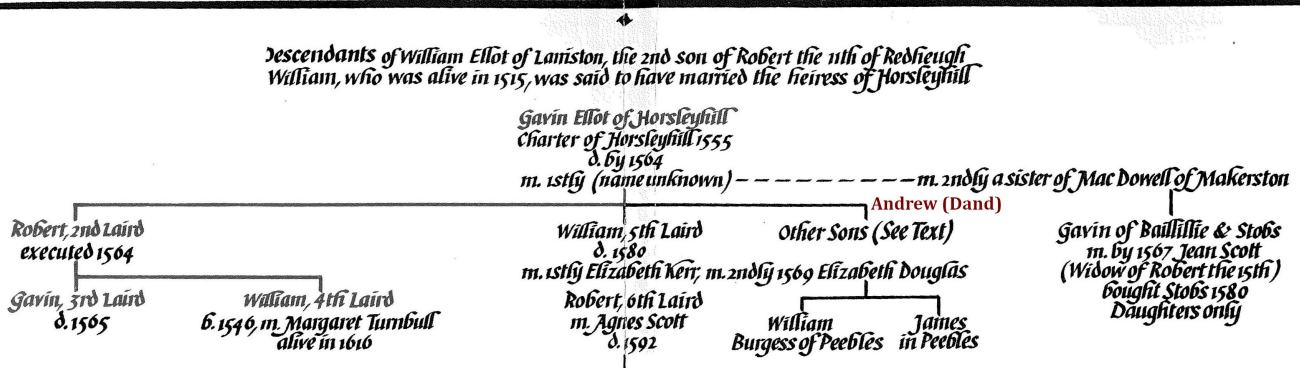 Descendants of William Ellot of Larriston, the 2nd son of Robert the 11th of Redheugh
William, who was alive in 1515, was said to have married the heiress of Horsleyhill
Gavin Ellot of Horsleyhill
Charter of Horsleyhill 1555
d. by 1564
m. 1stly (name unknown) – – – – – – – – – m. 2ndly a sister of Mac Dowell of Makerston
Andrew (Dand)
Robert, 2nd Laird
executed 1564
William, 5th Laird
d. 1580
m. 1stly Elizabeth Kerr, m. 2ndly 1569 Elizabeth Douglas
Other Sons (See Text)
Gavin of Baillillie & Stobs
m. by 1567 Jean Scott
(Widow of Robert the 15th)
bought Stobs 1580
Daughters only
Gavin, 3rd Laird
d. 1565
William, 4th Laird
b. 1546, m. Margaret Turnbull
alive in 1616
Robert, 6th Laird
m. Agnes Scott
d. 1592
William
Burgess of Peebles
James
in Peebles